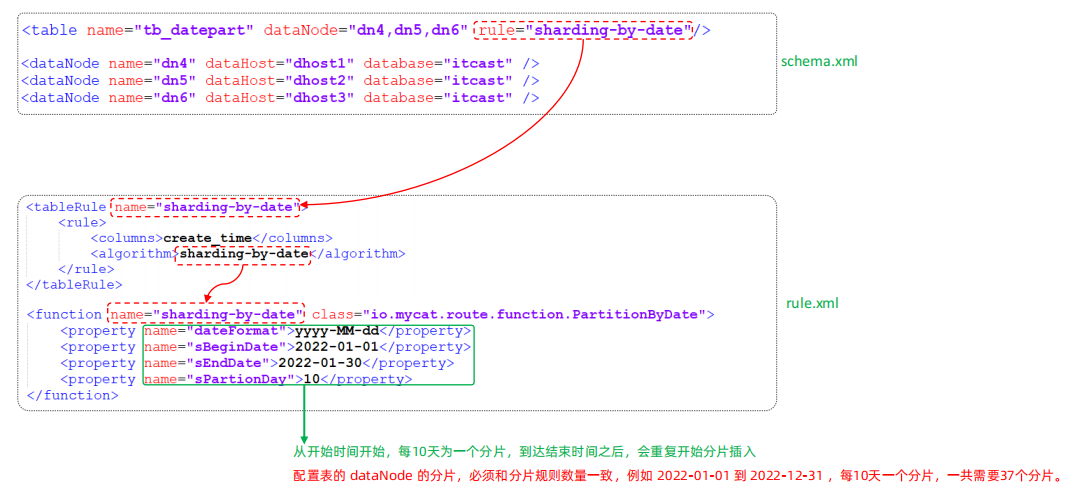 <table name="tb_datepart" dataNode="dn4,dn5,dn6" rule="sharding-by-date"/>
<dataNode name="dn4" dataHost="dhost1" database="itcast" />
<dataNode name="dn5" dataHost="dhost2" database="itcast" />
<dataNode name="dn6" dataHost="dhost3" database="itcast" />
schema.xml
<tableRule name="sharding-by-date">
<rule>
<columns>create_time</columns>
<algorithm>sharding-by-date</algorithm>
</rule>
</tableRule>
<function name="sharding-by-date" class="io.mycat.route.function.PartitionByDate">
<property name="dateFormat">yyyy-MM-dd</property>
<property name="sBeginDate">2022-01-01</property>
<property name="sEndDate">2022-01-30</property>
<property name="sPartionDay">10</property>
</function>
rule.xml
从开始时间开始，每10天为一个分片，到达结束时间之后，会重复开始分片插入
配置表的 dataNode 的分片，必须和分片规则数量一致，例如 2022-01-01 到 2022-12-31 ，每10天一个分片，一共需要37个分片。